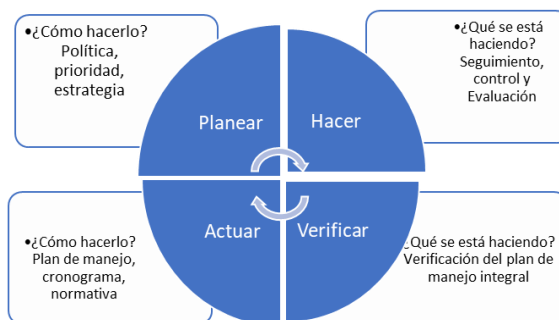 •¿Cómo hacerlo?
Política,
prioridad,
estrategia
•¿Qué se está
haciendo?
Seguimiento,
control y
Evaluación
Planear
Hacer
Actuar
Verificar
•¿Cómo hacerlo?
Plan de manejo,
cronograma,
normativa
¿Qué se está haciendo?
Verificación del plan de
manejo integral